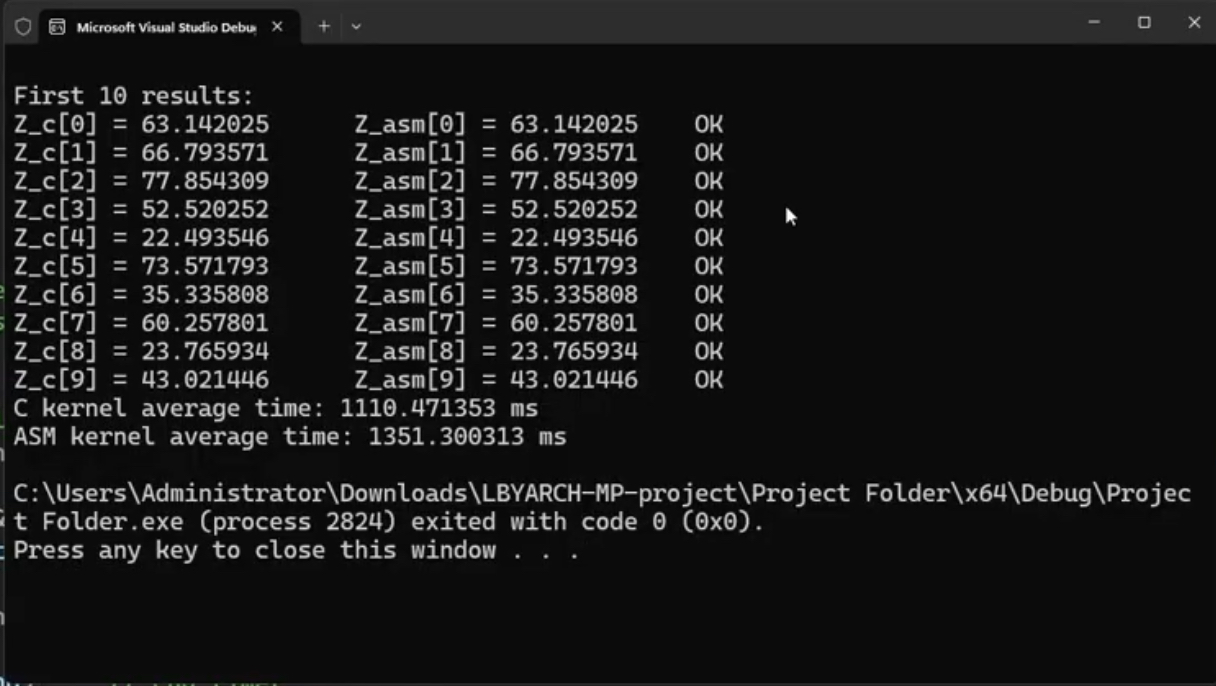 Microsoft Visual Studio Debu
First 10 results:
Z_c[0] = 63.142025 Z_asm[0] = 63.142025 OK
Z_c[1] = 66.793571 Z_asm[1] = 66.793571 OK
Z_c[2] = 77.854309 Z_asm[2] = 77.854309 OK
Z_c[3] = 52.520252 Z_asm[3] = 52.520252 OK
Z_c[4] = 22.493546 Z_asm[4] = 22.493546 OK
Z_c[5] = 73.571793 Z_asm[5] = 73.571793 OK
Z_c[6] = 35.335808 Z_asm[6] = 35.335808 OK
Z_c[7] = 60.257801 Z_asm[7] = 60.257801 OK
Z_c[8] = 23.765934 Z_asm[8] = 23.765934 OK
Z_c[9] = 43.021446 Z_asm[9] = 43.021446 OK
C kernel average time: 1110.471353 ms
ASM kernel average time: 1351.300313 ms
C:\Users\Administrator\Downloads\LBYARCH-MP-project\Project Folder\x64\Debug\Projec
t Folder.exe (process 2824) exited with code 0 (0x0).
Press any key to close this window . . .